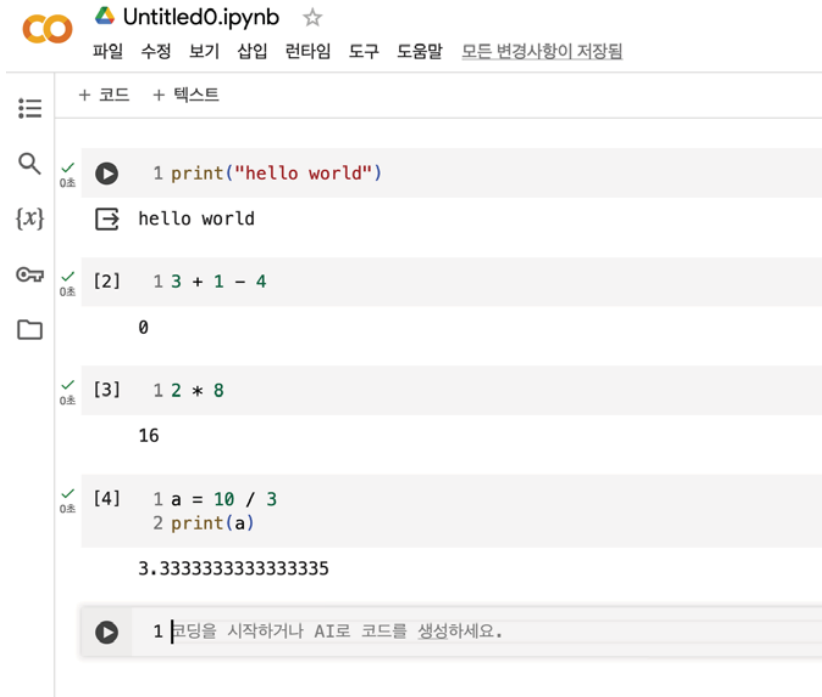 Untitled0.ipynb
파일 수정 보기 삽입 런타임 도구 도움말 모든 변경사항이 저장됨
+ 코드 + 텍스트
1 print("hello world")
0초
hello world
{x}
[2] 1 3 + 1 - 4
0초
0
[3] 1 2 * 8
0초
16
[4] 1 a = 10 / 3
0초 2 print(a)
3.3333333333333335
1 코딩을 시작하거나 AI로 코드를 생성하세요.